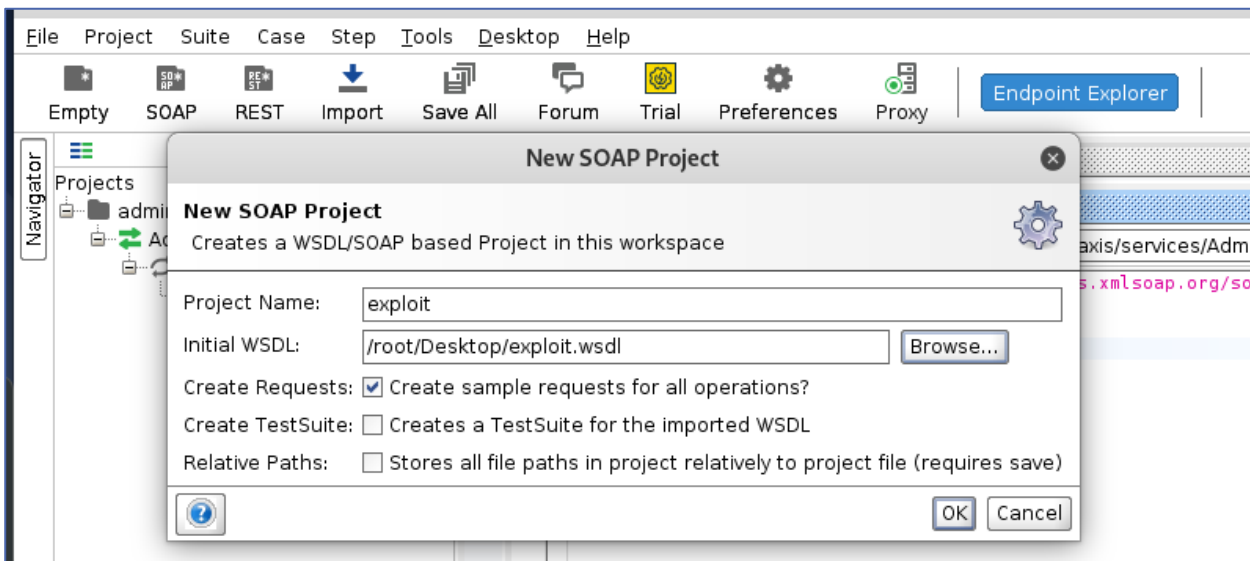 File Project Suite Case Step Tools Desktop Help
Empty SOAP REST Import Save All Forum Trial Preferences Proxy Endpoint Explorer
Navigator
Projects
New SOAP Project
New SOAP Project
Creates a WSDL/SOAP based Project in this workspace
axis/services/Adm
s.xmlsoap.org/so
Project Name: exploit
Initial WSDL: /root/Desktop/exploit.wsdl Browse...
Create Requests: Create sample requests for all operations?
Create TestSuite: Creates a TestSuite for the imported WSDL
Relative Paths: Stores all file paths in project relatively to project file (requires save)
OK Cancel